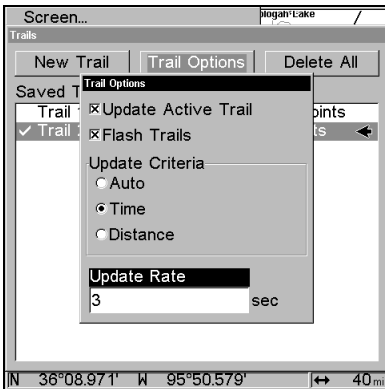 Screen...
Trails
New Trail Trail Options Delete All
Saved T
Trail Options
Trail oints
✓ Trail ts
Update Active Trail
Flash Trails
Update Criteria
Auto
Time
Distance
Update Rate
3 sec
N 36°08.971' W 95°50.579' ↔ 40 mi